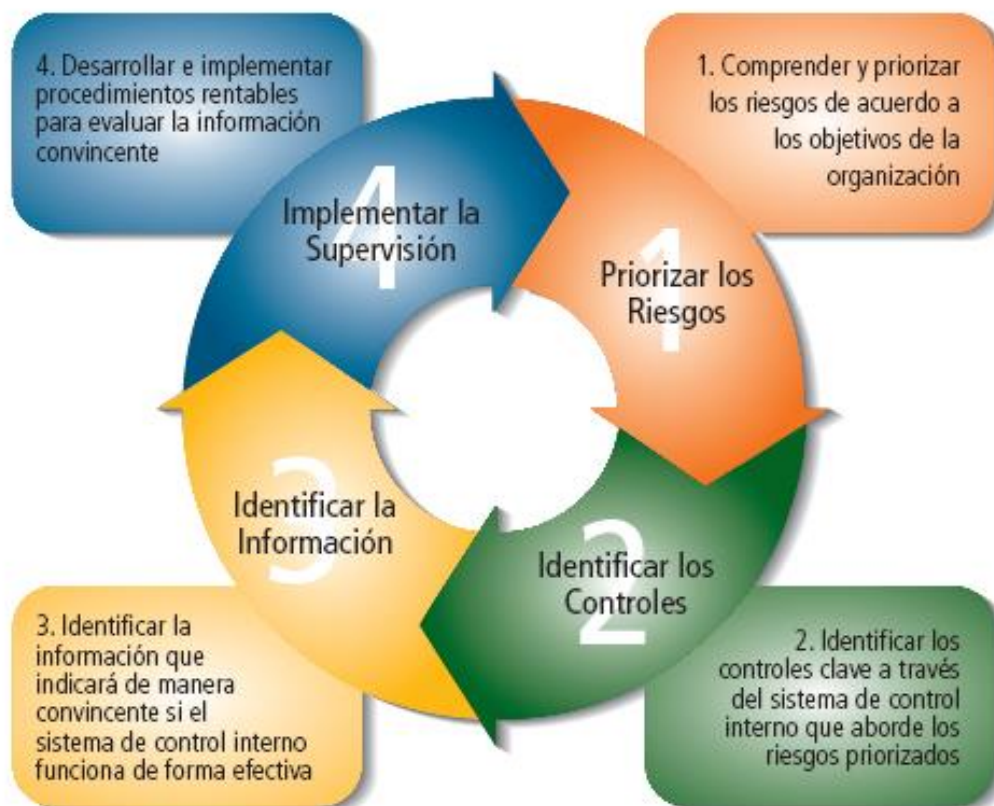 4. Desarrollar e implementar
procedimientos rentables
para evaluar la información
convincente
1. Comprender y priorizar
los riesgos de acuerdo a
los objetivos de la
organización
4
Implementar la
Supervisión
1
Priorizar los
Riesgos
3
Identificar la
Información
2
Identificar los
Controles
3. Identificar la
información que
indicará de manera
convincente si el
sistema de control interno
funciona de forma efectiva
2. Identificar los
controles clave a través
del sistema de control
interno que aborde los
riesgos priorizados